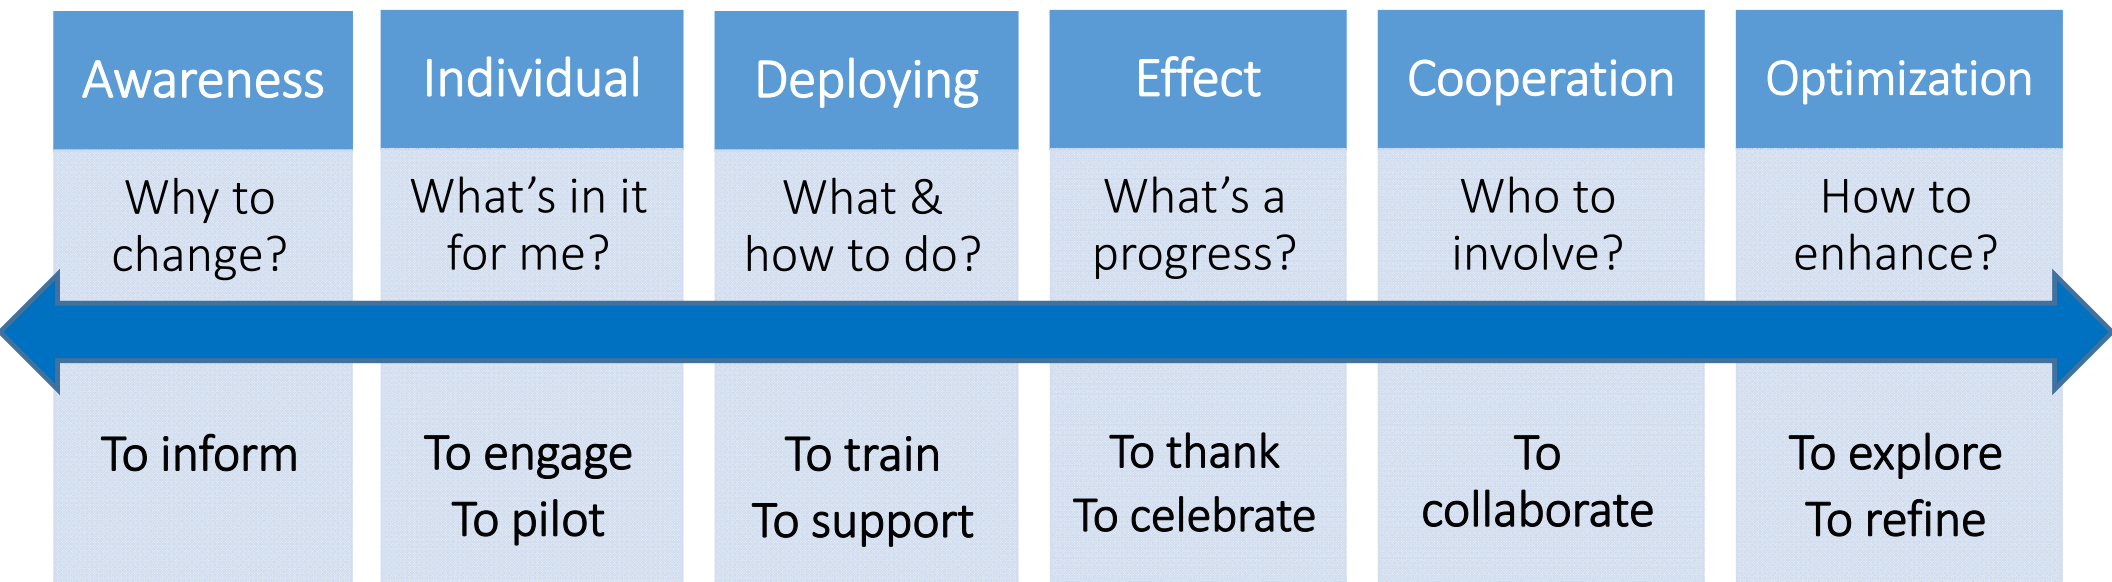 Awareness
Why to
change?
To inform
Individual
What’s in it
for me?
To engage
To pilot
Deploying
What &
how to do?
To train
To support
Effect
What’s a
progress?
To thank
To celebrate
Cooperation
Who to
involve?
To
collaborate
Optimization
How to
enhance?
To explore
To refine